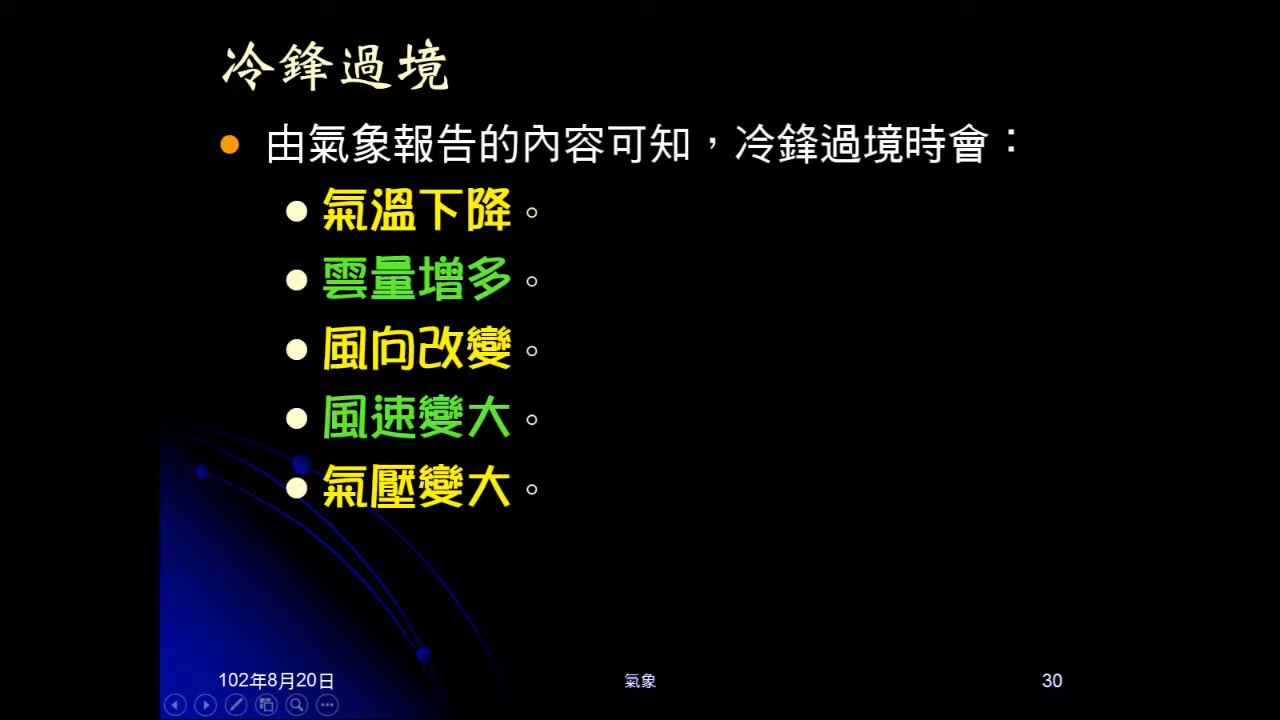 冷鋒過境
由氣象報告的內容可知，冷鋒過境時會：
氣溫下降。
雲量增多。
風向改變。
風速變大。
氣壓變大。
102年8月20日
氣象
30